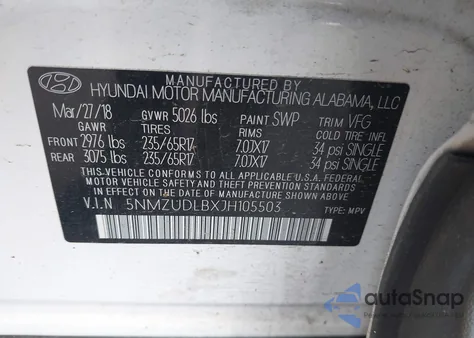 MANUFACTURED BY
HYUNDAI MOTOR MANUFACTURING ALABAMA, LLC
Mar/27/18 GVWR 5026 lbs PAINT SWP TRIM VFG
GAWR TIRES RIMS COLD TIRE INFL
FRONT 2976 lbs 235/65R17 7.0JX17 34 psi SINGLE
REAR 3075 lbs 235/65R17 7.0JX17 34 psi SINGLE
THIS VEHICLE CONFORMS TO ALL APPLICABLE U.S. FEDERAL
MOTOR VEHICLE SAFETY STANDARDS IN EFFECT ON
THE DATE OF MANUFACTURE SHOWN ABOVE.
V.I.N 5NMZUDLBXJH105503
TYPE: MPV
autoSnap